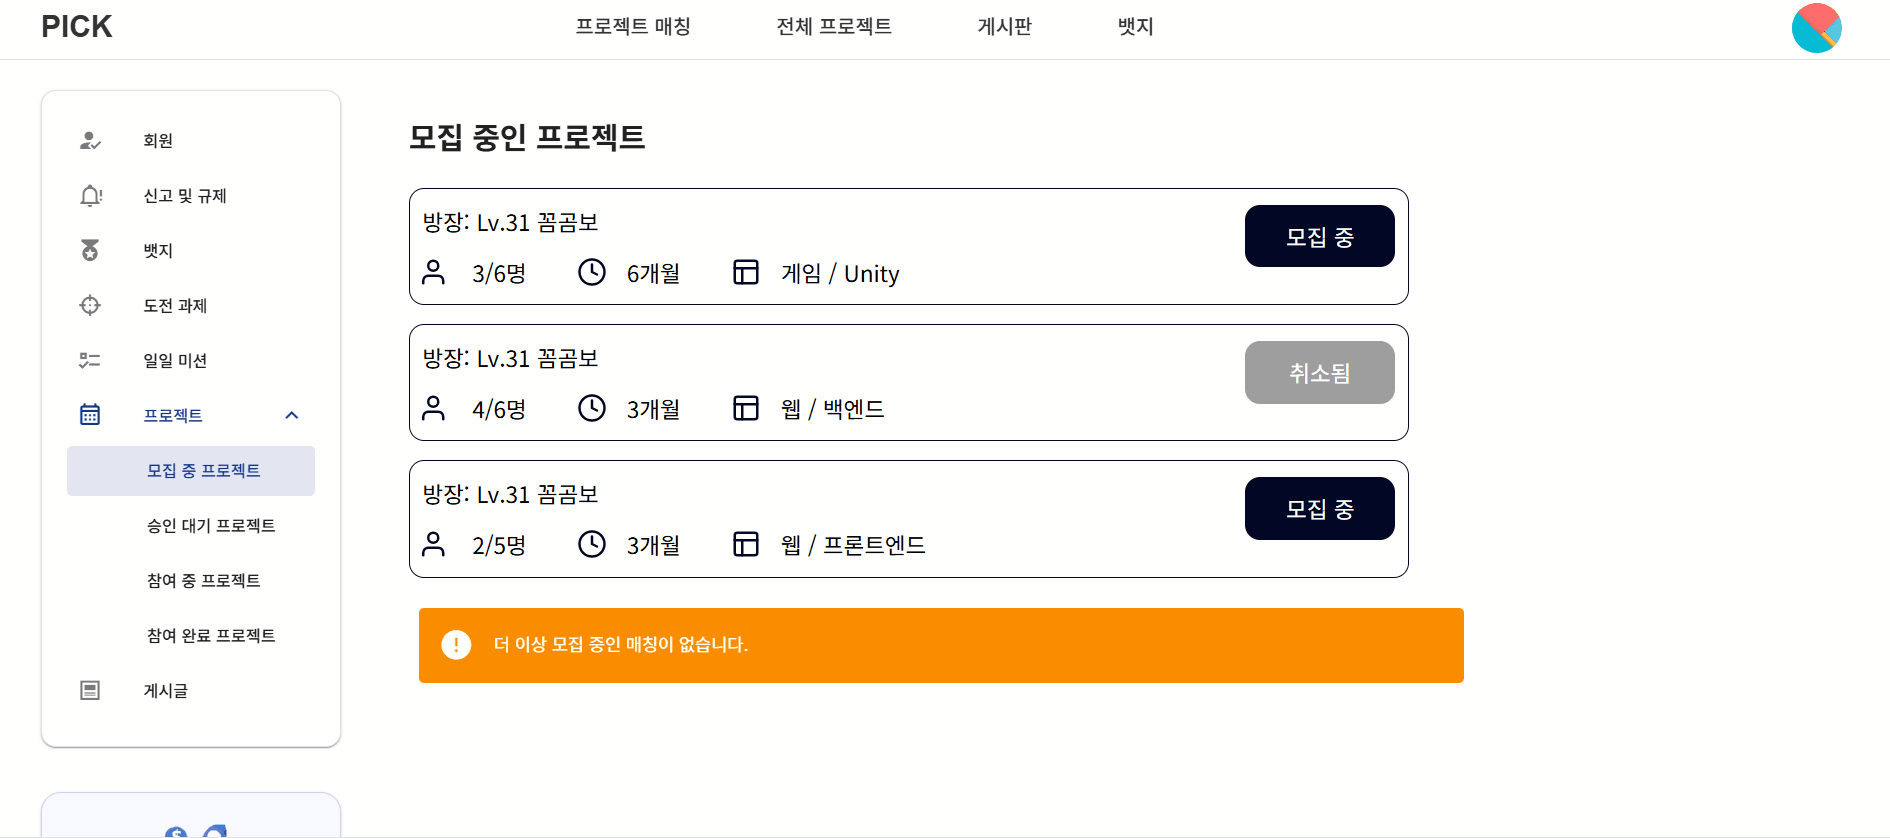 PICK
프로젝트 매칭
전체 프로젝트
게시판
뱃지
회원
신고 및 규제
뱃지
도전 과제
일일 미션
프로젝트
모집 중 프로젝트
승인 대기 프로젝트
참여 중 프로젝트
참여 완료 프로젝트
게시글
모집 중인 프로젝트
방장: Lv.31 꼼곰보
모집 중
3/6명
6개월
게임 / Unity
방장: Lv.31 꼼곰보
취소됨
4/6명
3개월
웹 / 백엔드
방장: Lv.31 꼼곰보
모집 중
2/5명
3개월
웹 / 프론트엔드
더 이상 모집 중인 매칭이 없습니다.